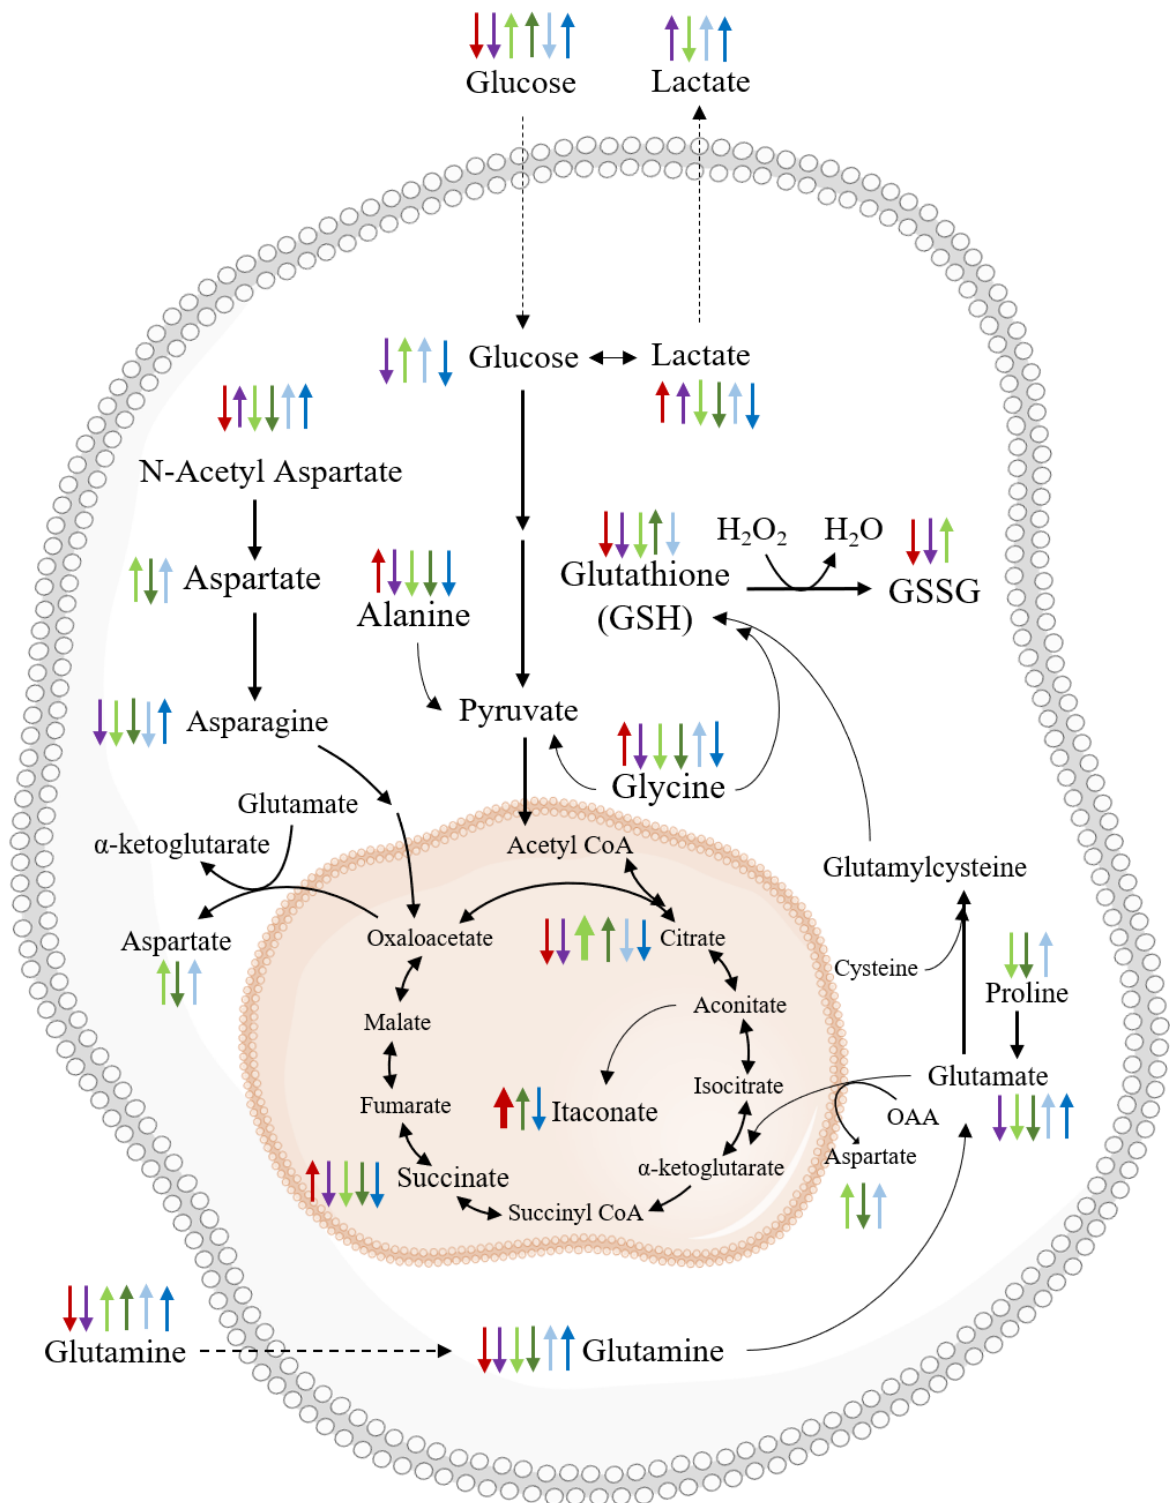 Glucose
Lactate
Glucose
Lactate
N-Acetyl Aspartate
H₂O₂
H₂O
Aspartate
Alanine
Glutathione
(GSH)
GSSG
Asparagine
Pyruvate
Glycine
Glutamate
α-ketoglutarate
Acetyl CoA
Glutamylcysteine
Aspartate
Oxaloacetate
Citrate
Cysteine
Proline
Malate
Aconitate
Fumarate
Itaconate
Isocitrate
Glutamate
OAA
Succinate
α-ketoglutarate
Aspartate
Succinyl CoA
Glutamine
Glutamine